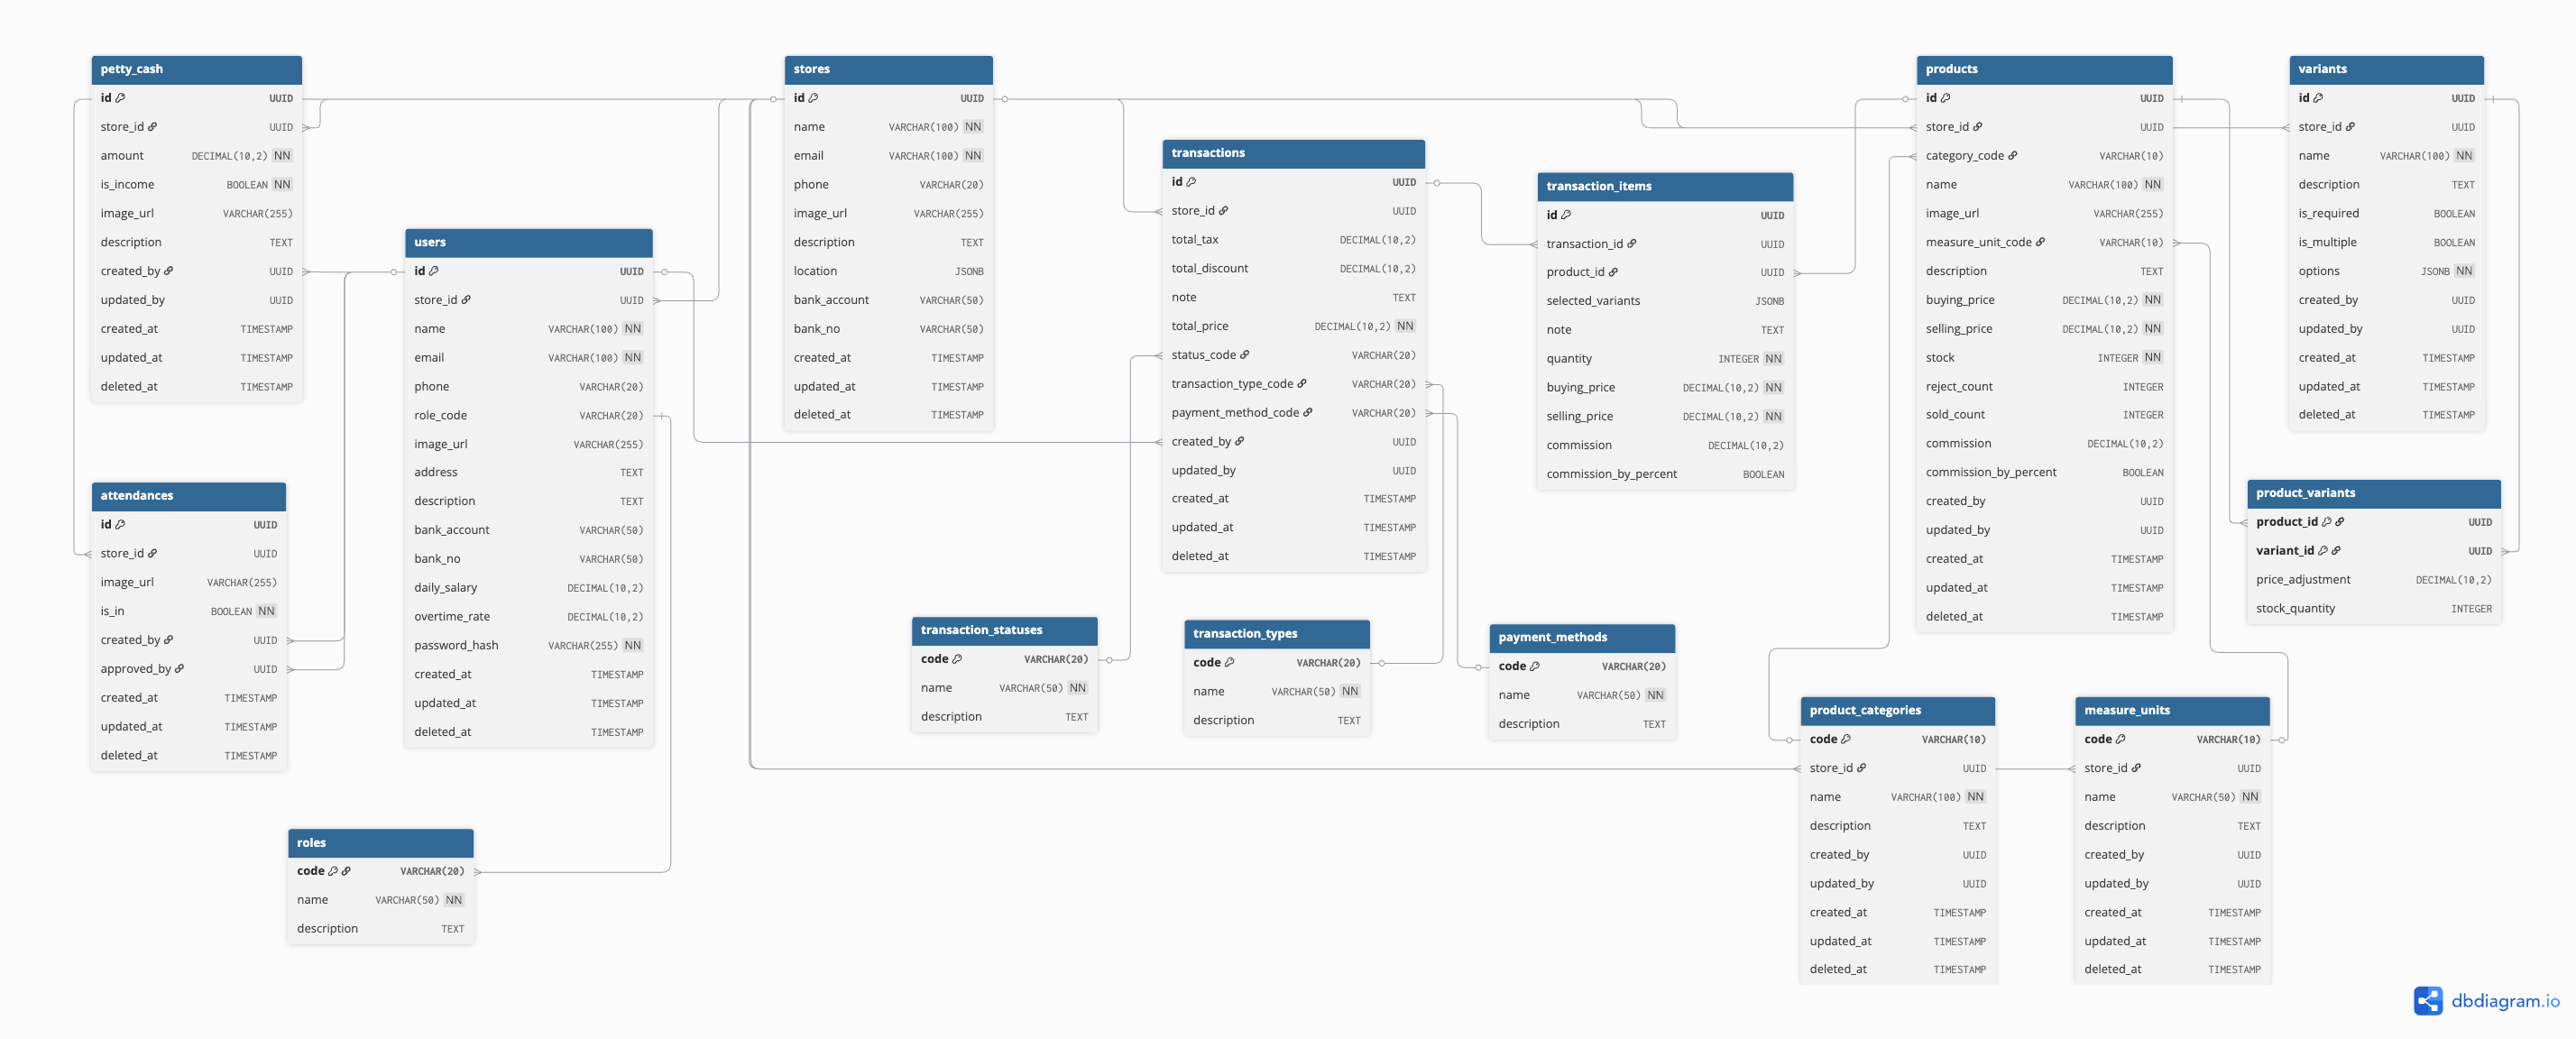 petty_cash
id UUID
store_id UUID
amount DECIMAL(10,2) NN
is_income BOOLEAN NN
image_url VARCHAR(255)
description TEXT
created_by UUID
updated_by UUID
created_at TIMESTAMP
updated_at TIMESTAMP
deleted_at TIMESTAMP
attendances
id UUID
store_id UUID
image_url VARCHAR(255)
is_in BOOLEAN NN
created_by UUID
approved_by UUID
created_at TIMESTAMP
updated_at TIMESTAMP
deleted_at TIMESTAMP
roles
code VARCHAR(20)
name VARCHAR(50) NN
description TEXT
users
id UUID
store_id UUID
name VARCHAR(100) NN
email VARCHAR(100) NN
phone VARCHAR(20)
role_code VARCHAR(20)
image_url VARCHAR(255)
address TEXT
description TEXT
bank_account VARCHAR(50)
bank_no VARCHAR(50)
daily_salary DECIMAL(10,2)
overtime_rate DECIMAL(10,2)
password_hash VARCHAR(255) NN
created_at TIMESTAMP
updated_at TIMESTAMP
deleted_at TIMESTAMP
stores
id UUID
name VARCHAR(100) NN
email VARCHAR(100) NN
phone VARCHAR(20)
image_url VARCHAR(255)
description TEXT
location JSONB
bank_account VARCHAR(50)
bank_no VARCHAR(50)
created_at TIMESTAMP
updated_at TIMESTAMP
deleted_at TIMESTAMP
transactions
id UUID
store_id UUID
total_tax DECIMAL(10,2)
total_discount DECIMAL(10,2)
note TEXT
total_price DECIMAL(10,2) NN
status_code VARCHAR(20)
transaction_type_code VARCHAR(20)
payment_method_code VARCHAR(20)
created_by UUID
updated_by UUID
created_at TIMESTAMP
updated_at TIMESTAMP
deleted_at TIMESTAMP
transaction_statuses
code VARCHAR(20)
name VARCHAR(50) NN
description TEXT
transaction_types
code VARCHAR(20)
name VARCHAR(50) NN
description TEXT
payment_methods
code VARCHAR(20)
name VARCHAR(50) NN
description TEXT
transaction_items
id UUID
transaction_id UUID
product_id UUID
selected_variants JSONB
note TEXT
quantity INTEGER NN
buying_price DECIMAL(10,2) NN
selling_price DECIMAL(10,2) NN
commission DECIMAL(10,2)
commission_by_percent BOOLEAN
products
id UUID
store_id UUID
category_code VARCHAR(10)
name VARCHAR(100) NN
image_url VARCHAR(255)
measure_unit_code VARCHAR(10)
description TEXT
buying_price DECIMAL(10,2) NN
selling_price DECIMAL(10,2) NN
stock INTEGER NN
reject_count INTEGER
sold_count INTEGER
commission DECIMAL(10,2)
commission_by_percent BOOLEAN
created_by UUID
updated_by UUID
created_at TIMESTAMP
updated_at TIMESTAMP
deleted_at TIMESTAMP
variants
id UUID
store_id UUID
name VARCHAR(100) NN
description TEXT
is_required BOOLEAN
is_multiple BOOLEAN
options JSONB NN
created_by UUID
updated_by UUID
created_at TIMESTAMP
updated_at TIMESTAMP
deleted_at TIMESTAMP
product_variants
product_id UUID
variant_id UUID
price_adjustment DECIMAL(10,2)
stock_quantity INTEGER
product_categories
code VARCHAR(10)
store_id UUID
name VARCHAR(100) NN
description TEXT
created_by UUID
updated_by UUID
created_at TIMESTAMP
updated_at TIMESTAMP
deleted_at TIMESTAMP
measure_units
code VARCHAR(10)
store_id UUID
name VARCHAR(50) NN
description TEXT
created_by UUID
updated_by UUID
created_at TIMESTAMP
updated_at TIMESTAMP
deleted_at TIMESTAMP
dbdiagram.io